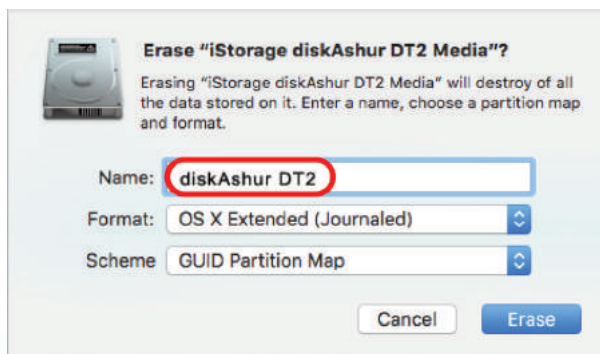 Erase “iStorage diskAshur DT2 Media”?
Erasing “iStorage diskAshur DT2 Media” will destroy of all
the data stored on it. Enter a name, choose a partition map
and format.
Name: diskAshur DT2
Format: OS X Extended (Journaled)
Scheme GUID Partition Map
Cancel Erase